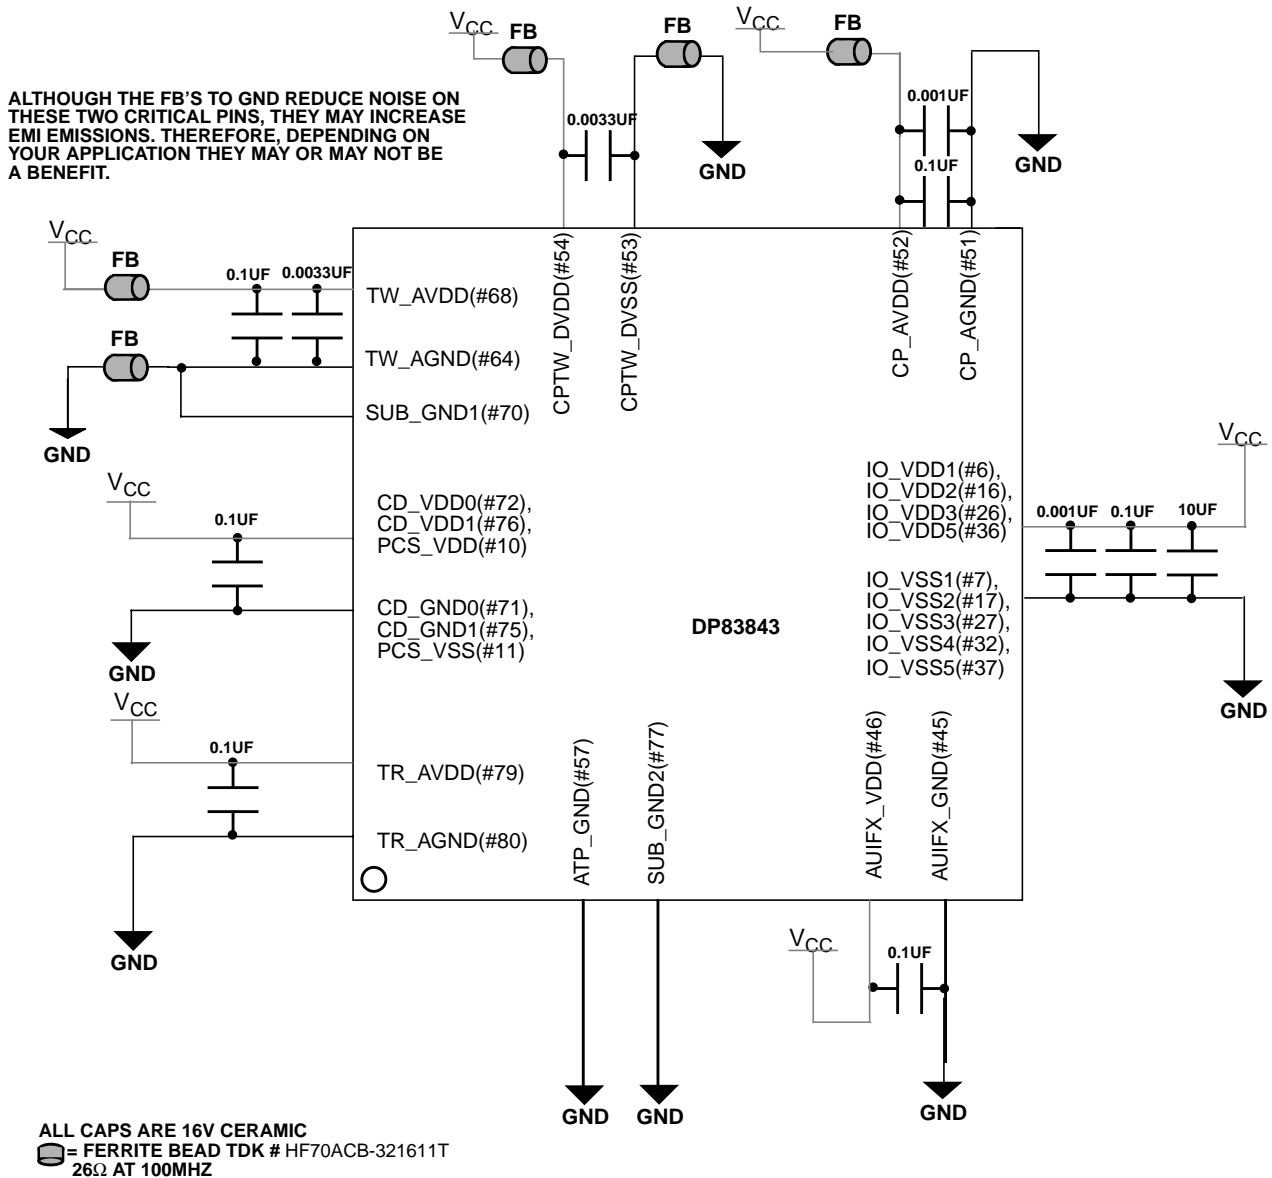 V_CC FB FB V_CC FB
ALTHOUGH THE FB'S TO GND REDUCE NOISE ON
THESE TWO CRITICAL PINS, THEY MAY INCREASE
EMI EMISSIONS. THEREFORE, DEPENDING ON
YOUR APPLICATION THEY MAY OR MAY NOT BE
A BENEFIT.
0.0033UF
GND
0.001UF
0.1UF
GND
CPTW_DVDD(#54)
CPTW_DVSS(#53)
CP_AVDD(#52)
CP_AGND(#51)
V_CC
FB
0.1UF 0.0033UF
TW_AVDD(#68)
FB
TW_AGND(#64)
SUB_GND1(#70)
GND
V_CC
0.1UF
CD_VDD0(#72),
CD_VDD1(#76),
PCS_VDD(#10)
CD_GND0(#71),
CD_GND1(#75),
PCS_VSS(#11)
GND
DP83843
IO_VDD1(#6),
IO_VDD2(#16),
IO_VDD3(#26),
IO_VDD5(#36)
V_CC
0.001UF 0.1UF 10UF
IO_VSS1(#7),
IO_VSS2(#17),
IO_VSS3(#27),
IO_VSS4(#32),
IO_VSS5(#37)
GND
V_CC
0.1UF
TR_AVDD(#79)
TR_AGND(#80)
GND
ATP_GND(#57)
SUB_GND2(#77)
AUIFX_VDD(#46)
AUIFX_GND(#45)
V_CC
0.1UF
GND GND GND
ALL CAPS ARE 16V CERAMIC
= FERRITE BEAD TDK # HF70ACB-321611T
26Ω AT 100MHZ